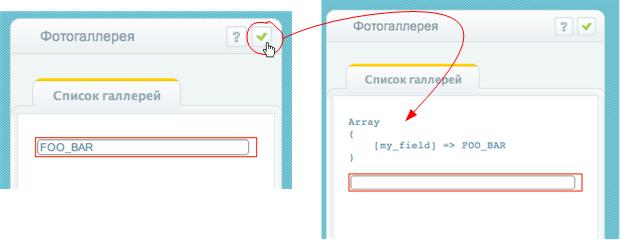 Фотогаллерея
?
Список галлерей
FOO_BAR
Фотогаллерея
?
Список галлерей
Array
(
[my_field] => FOO_BAR
)